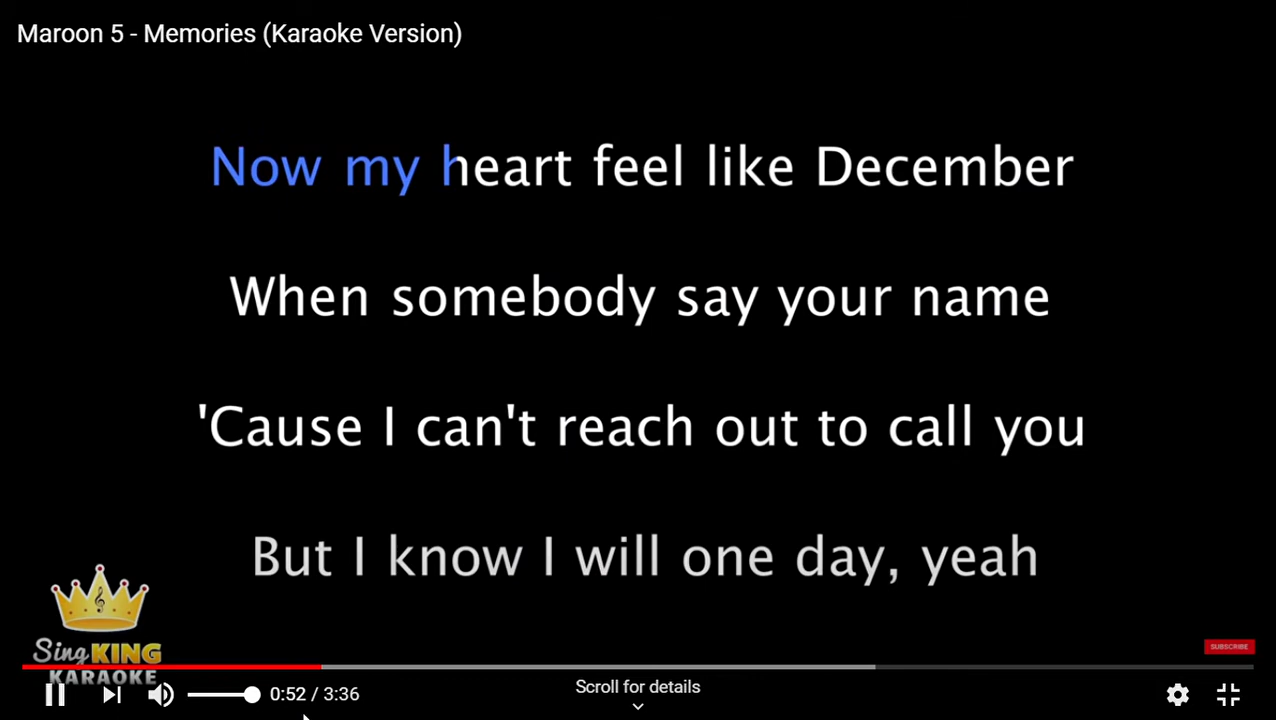 Maroon 5 - Memories (Karaoke Version)
Now my heart feel like December
When somebody say your name
'Cause I can't reach out to call you
But I know I will one day, yeah
Sing KING
KARAOKE
SUBSCRIBE
0:52 / 3:36
Scroll for details